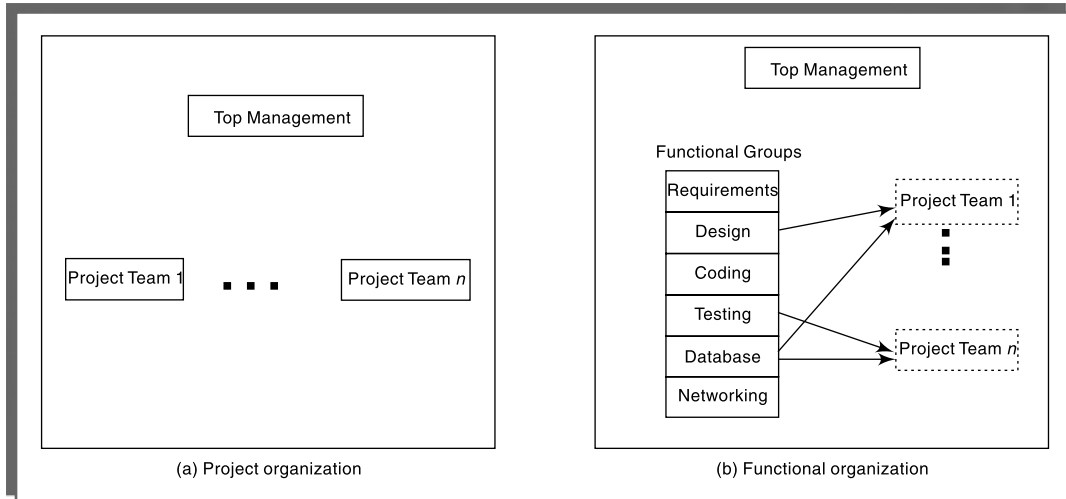 Top Management
Project Team 1
Project Team n
(a) Project organization
Top Management
Functional Groups
Requirements
Design
Coding
Testing
Database
Networking
Project Team 1
Project Team n
(b) Functional organization